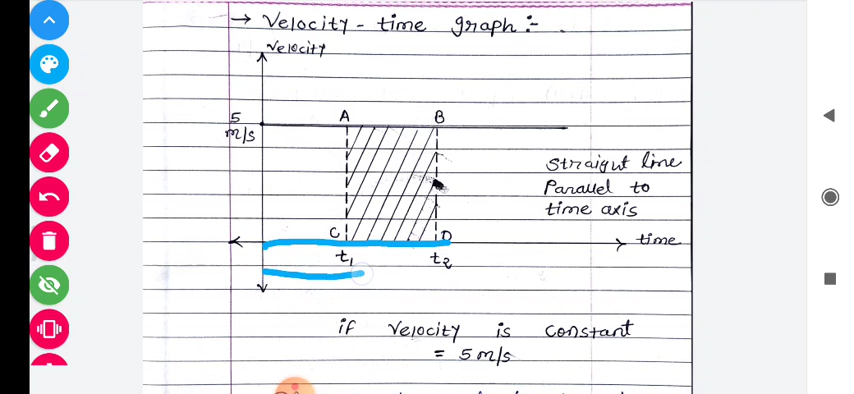 → Velocity - time graph :-
Velocity
5
m/s
A
B
Straight line
Parallel to
time axis
C
D
time
t1
t2
if velocity is constant
= 5 m/s